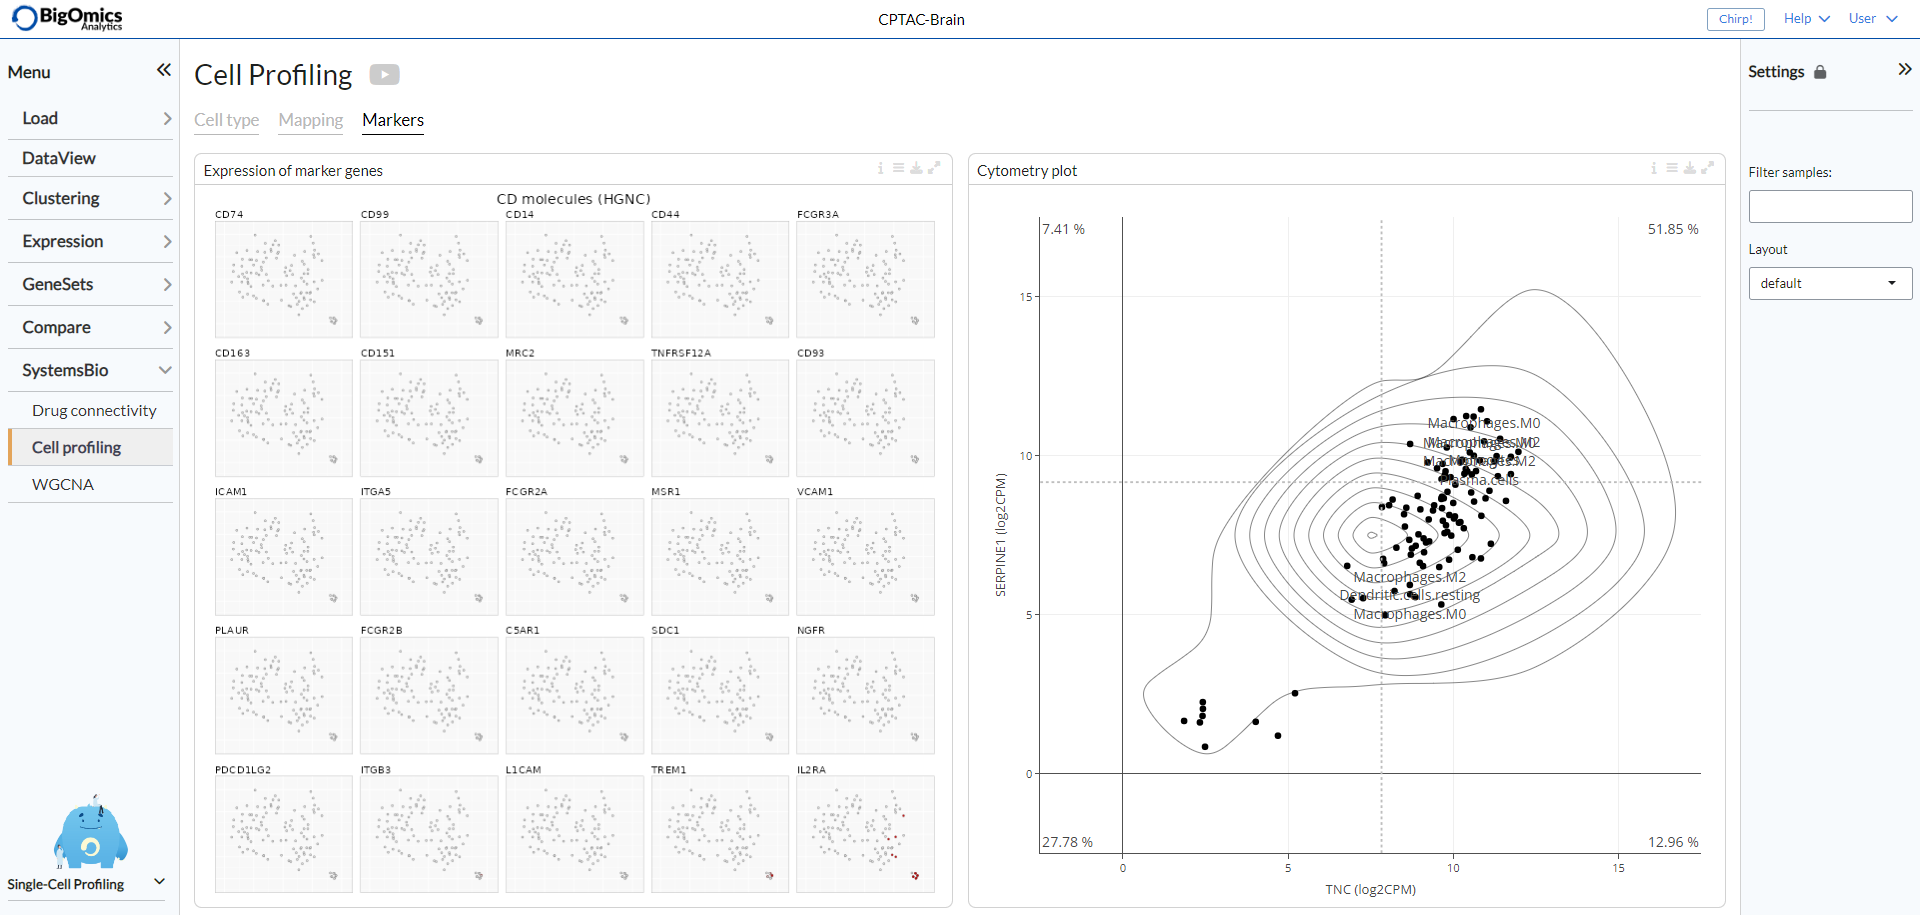 BigOmics
Analytics
CPTAC-Brain
Chirp!
Help
User
Menu
Load
DataView
Clustering
Expression
GeneSets
Compare
SystemsBio
Drug connectivity
Cell profiling
WGCNA
Single-Cell Profiling
Cell Profiling
Cell type
Mapping
Markers
Expression of marker genes
CD molecules (HGNC)
CD74
CD99
CD14
CD44
FCGR3A
CD163
CD151
MRC2
TNFRSF12A
CD93
ICAM1
ITGA5
FCGR2A
MSR1
VCAM1
PLAUR
FCGR2B
C5AR1
SDC1
NGFR
PDCD1LG2
ITGB3
L1CAM
TREM1
IL2RA
Cytometry plot
7.41 %
51.85 %
15
10
5
0
SERPINE1 (log2CPM)
Macrophages.M0
Macrophages.M2
Plasma.cells
Macrophages.M2
Dendritic.cells.resting
Macrophages.M0
27.78 %
12.96 %
0
5
10
15
TNC (log2CPM)
Settings
Filter samples:
Layout
default